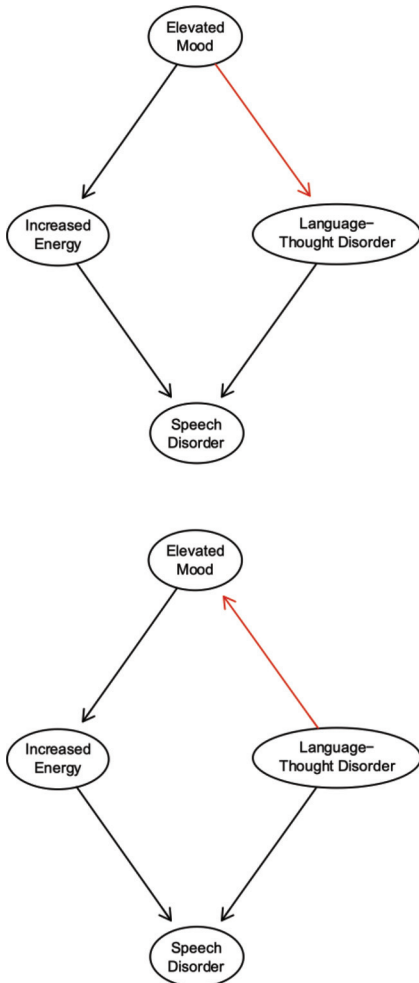 Elevated
Mood
Increased
Energy
Language−
Thought Disorder
Speech
Disorder
Elevated
Mood
Increased
Energy
Language−
Thought Disorder
Speech
Disorder